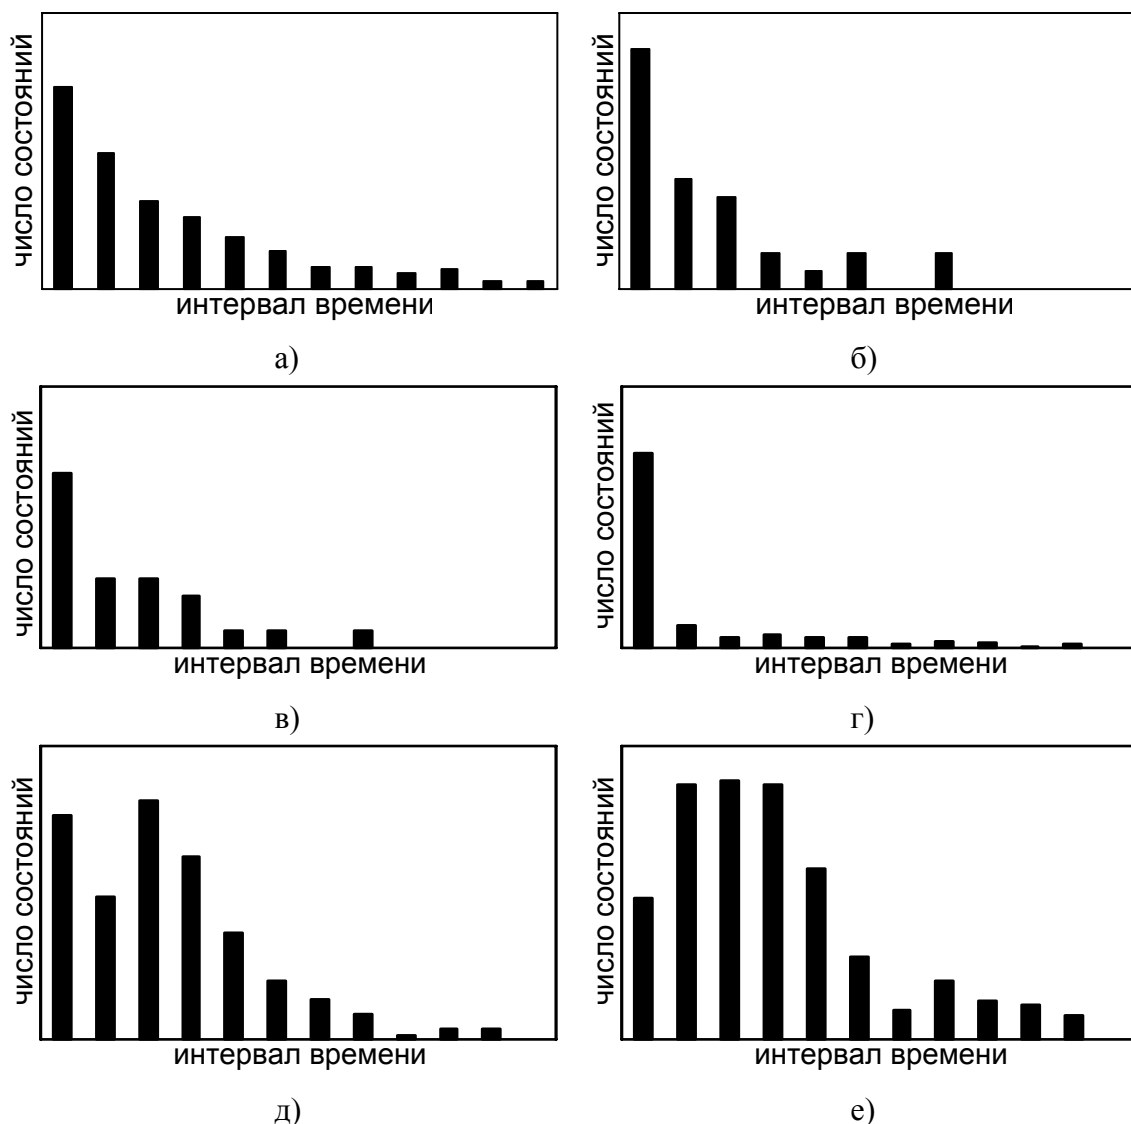 число состояний
интервал времени
а)
число состояний
интервал времени
б)
число состояний
интервал времени
в)
число состояний
интервал времени
г)
число состояний
интервал времени
д)
число состояний
интервал времени
е)